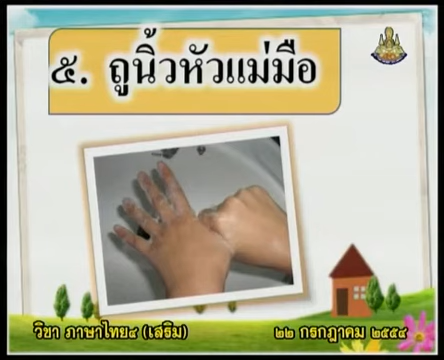 ๕. ถูนิ้วหัวแม่มือ
วิชา ภาษาไทย๔ (เสริม)
๒๒ กรกฎาคม ๒๕๕๔